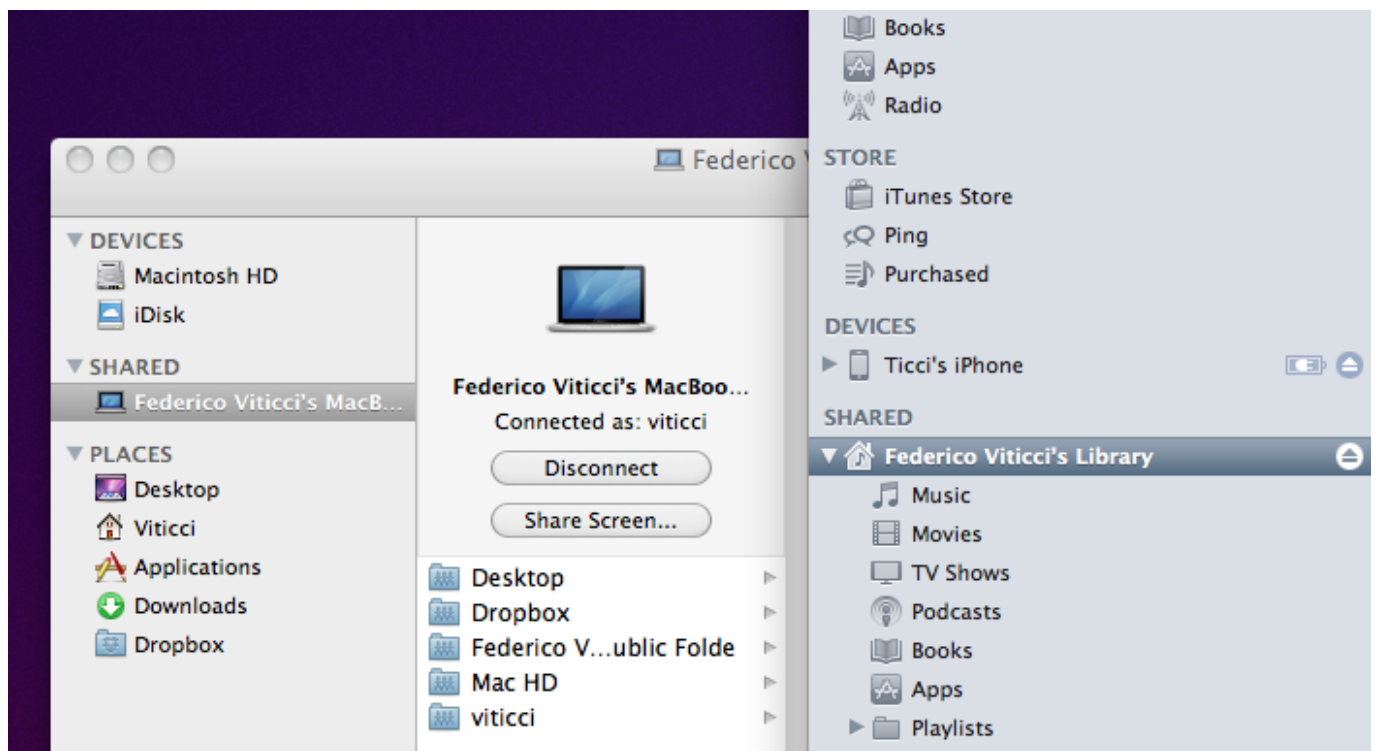 Federico
DEVICES
Macintosh HD
iDisk
SHARED
Federico Viticci's MacB...
PLACES
Desktop
Viticci
Applications
Downloads
Dropbox
Federico Viticci's MacBoo...
Connected as: viticci
Disconnect
Share Screen...
Desktop
Dropbox
Federico V...ublic Folde
Mac HD
viticci
Books
Apps
Radio
STORE
iTunes Store
Ping
Purchased
DEVICES
Ticci's iPhone
SHARED
Federico Viticci's Library
Music
Movies
TV Shows
Podcasts
Books
Apps
Playlists